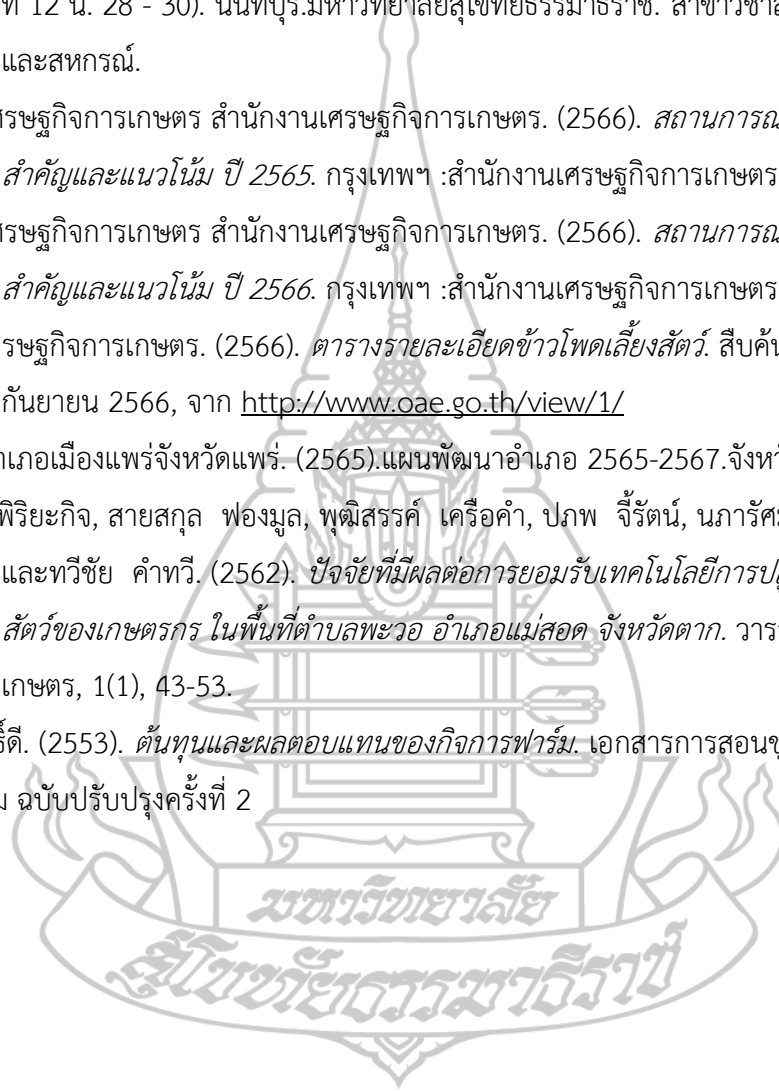 ที่ 12 น. 28 - 30). นนทบุรี.มหาวิทยาลัยสุโขทัยธรรมาธิราช. สาขาวิชา
และสหกรณ์.
ศรษฐกิจการเกษตร สำนักงานเศรษฐกิจการเกษตร. (2566). สถานการณ
สำคัญและแนวโน้ม ปี 2565. กรุงเทพฯ :สำนักงานเศรษฐกิจการเกษตร
ศรษฐกิจการเกษตร สำนักงานเศรษฐกิจการเกษตร. (2566). สถานการณ
สำคัญและแนวโน้ม ปี 2566. กรุงเทพฯ :สำนักงานเศรษฐกิจการเกษตร
รษฐกิจการเกษตร. (2566). ตารางรายละเอียดข้าวโพดเลี้ยงสัตว์. สืบค้น
กันยายน 2566, จาก http://www.oae.go.th/view/1/
าเภอเมืองแพร่จังหวัดแพร่. (2565).แผนพัฒนาอำเภอ 2565-2567.จังห
พิริยะกิจ, สายสกุล ฟองมูล, พุฒิสรรค์ เครือคำ, ปภพ จี้รัตน์, นภารัศม
และทวีชัย คำทวี. (2562). ปัจจัยที่มีผลต่อการยอมรับเทคโนโลยีการป
สัตว์ของเกษตรกร ในพื้นที่ตำบลพะวอ อำเภอแม่สอด จังหวัดตาก. วาร
เกษตร, 1(1), 43-53.
ธิ์ดี. (2553). ต้นทุนและผลตอบแทนของกิจการฟาร์ม. เอกสารการสอนช
ม ฉบับปรับปรุงครั้งที่ 2
มหาวิทยาลัย
สุโขทัยธรรมาธิราช